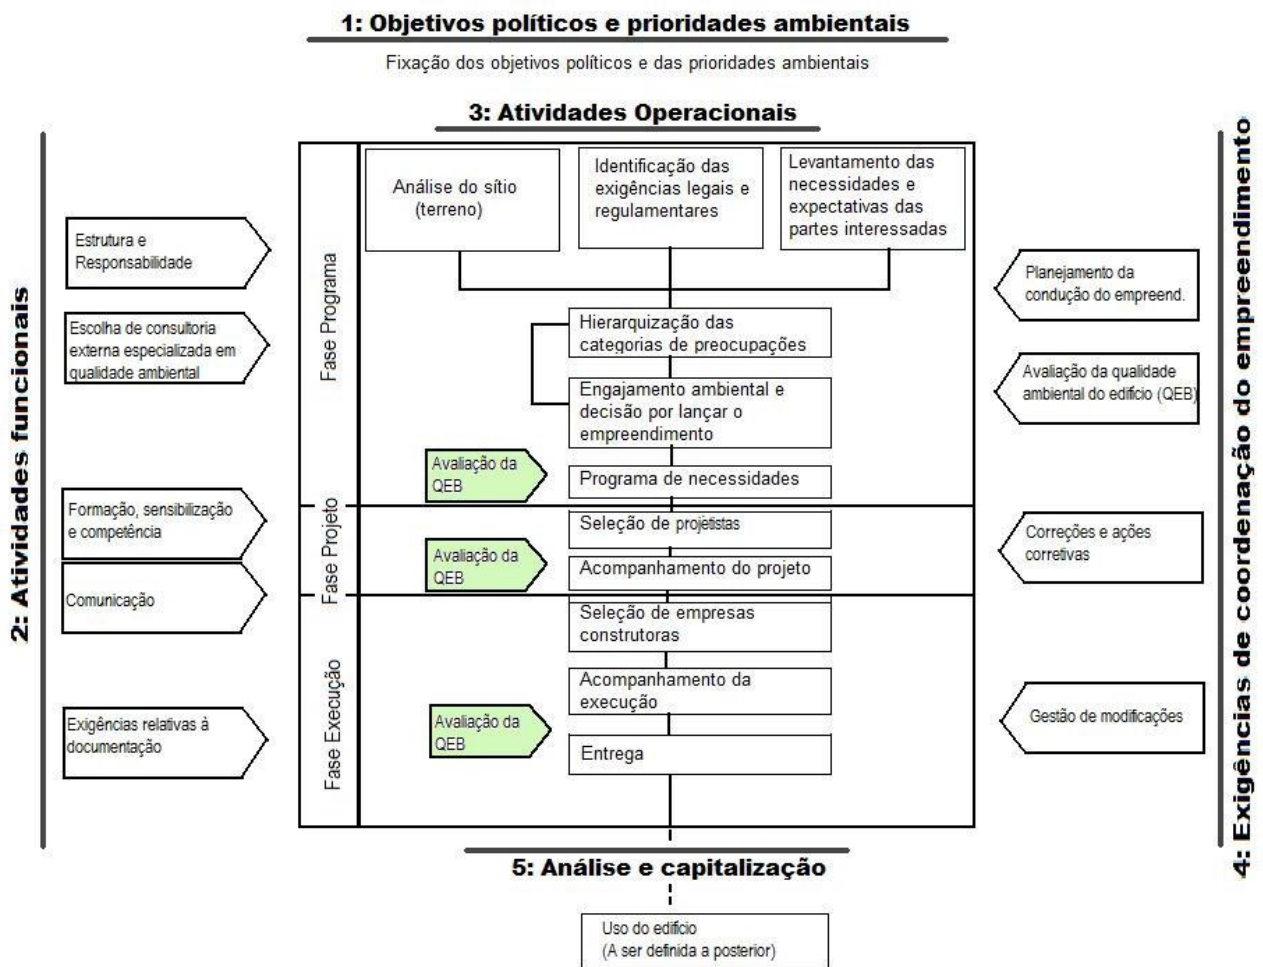 1: Objetivos políticos e prioridades ambientais
Fixação dos objetivos políticos e das prioridades ambientais
3: Atividades Operacionais
2: Atividades funcionais
Estrutura e
Responsabilidade
Escolha de consultoria
externa especializada em
qualidade ambiental
Formação, sensibilização
e competência
Comunicação
Exigências relativas à
documentação
Fase Programa
Análise do sítio
(terreno)
Identificação das
exigências legais e
regulamentares
Levantamento das
necessidades e
expectativas das
partes interessadas
Hierarquização das
categorias de preocupações
Engajamento ambiental e
decisão por lançar o
empreendimento
Avaliação da
QEB
Programa de necessidades
Fase Projeto
Seleção de projetistas
Avaliação da
QEB
Acompanhamento do projeto
Fase Execução
Seleção de empresas
construtoras
Acompanhamento da
execução
Avaliação da
QEB
Entrega
4: Exigências de coordenação do empreendimento
Planejamento da
condução do empreend.
Avaliação da qualidade
ambiental do edifício (QEB)
Correções e ações
corretivas
Gestão de modificações
5: Análise e capitalização
Uso do edifício
(A ser definida a posterior)